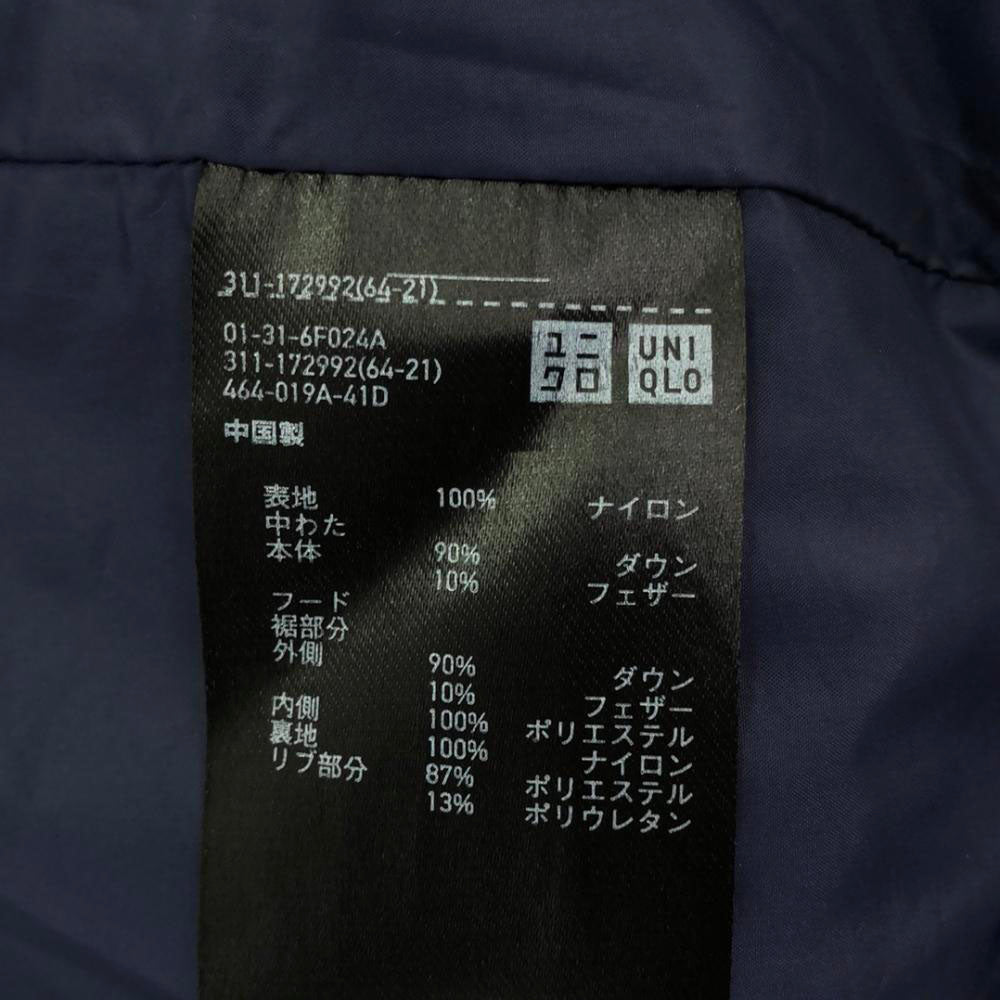 311-172992(64-21)
01-31-6F024A
311-172992(64-21)
464-019A-41D
中国製
ユニ
クロ
UNI
QLO
表地 100% ナイロン
中わた
本体 90% ダウン
10% フェザー
フード
裾部分
外側 90% ダウン
10% フェザー
内側 100% ポリエステル
裏地 100% ナイロン
リブ部分 87% ポリエステル
13% ポリウレタン